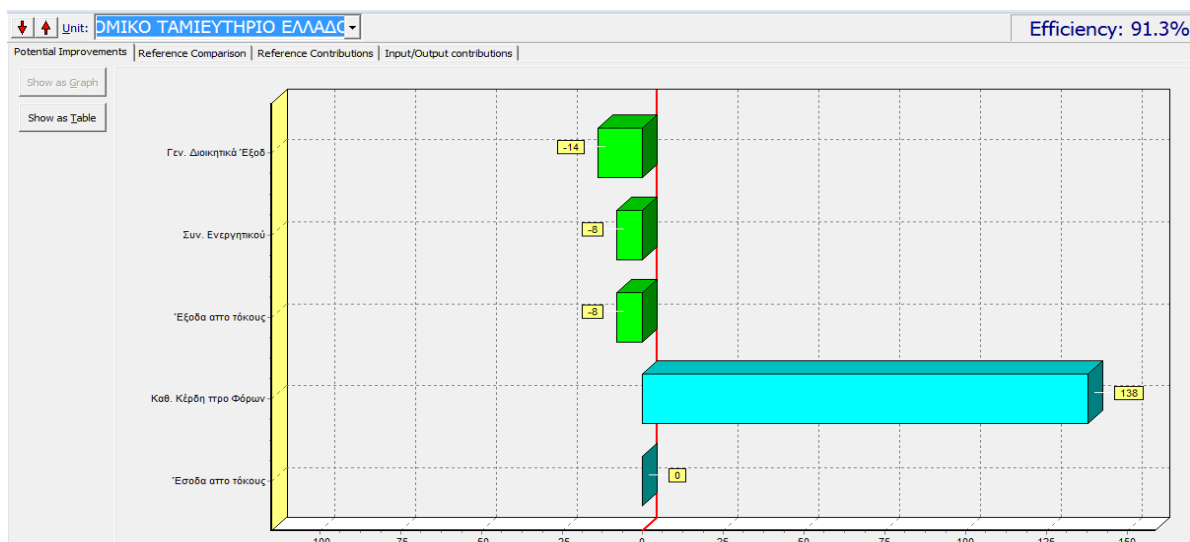 Unit: ΟΜΙΚΟ ΤΑΜΙΕΥΤΗΡΙΟ ΕΛΛΑΔΟ
Efficiency: 91.3%
Potential Improvements Reference Comparison Reference Contributions Input/Output contributions
Show as Graph
Show as Table
Γεν. Διοικητικά Έξοδ
-14
Συν. Ενεργητικού
-8
Έξοδα απο τόκους
-8
Καθ. Κέρδη προ Φόρων
138
Έσοδα απο τόκους
0
-100 -75 -50 -25 0 25 50 75 100 125 150